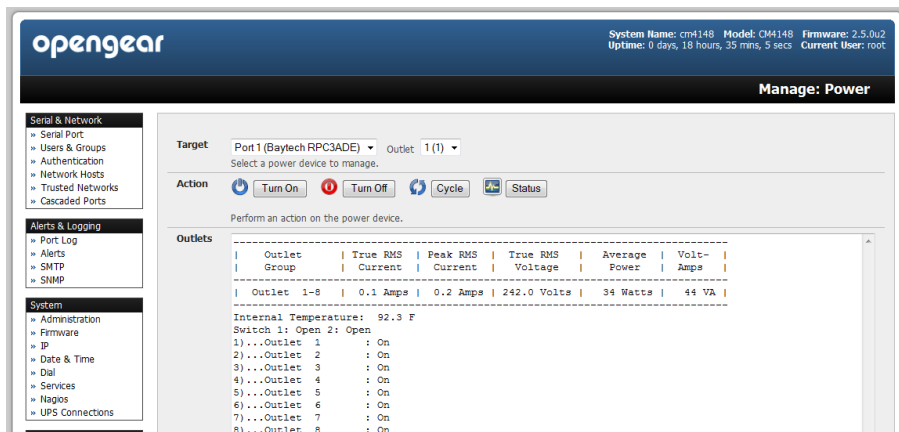 opengear
System Name: cm4148 Model: CM4148 Firmware: 2.5.0u2
Uptime: 0 days, 18 hours, 35 mins, 5 secs Current User: root
Manage: Power
Serial & Network
» Serial Port
» Users & Groups
» Authentication
» Network Hosts
» Trusted Networks
» Cascaded Ports
Alerts & Logging
» Port Log
» Alerts
» SMTP
» SNMP
System
» Administration
» Firmware
» IP
» Date & Time
» Dial
» Services
» Nagios
» UPS Connections
Target Port 1 (Baytech RPC3ADE) Outlet 1 (1)
Select a power device to manage.
Action Turn On Turn Off Cycle Status
Perform an action on the power device.
Outlets
| Outlet | True RMS | Peak RMS | True RMS | Average | Volt- |
| Group | Current | Current | Voltage | Power | Amps |
| Outlet 1-8 | 0.1 Amps | 0.2 Amps | 242.0 Volts | 34 Watts | 44 VA |
Internal Temperature: 92.3 F
Switch 1: Open 2: Open
1)...Outlet 1 : On
2)...Outlet 2 : On
3)...Outlet 3 : On
4)...Outlet 4 : On
5)...Outlet 5 : On
6)...Outlet 6 : On
7)...Outlet 7 : On
8)...Outlet 8 : On